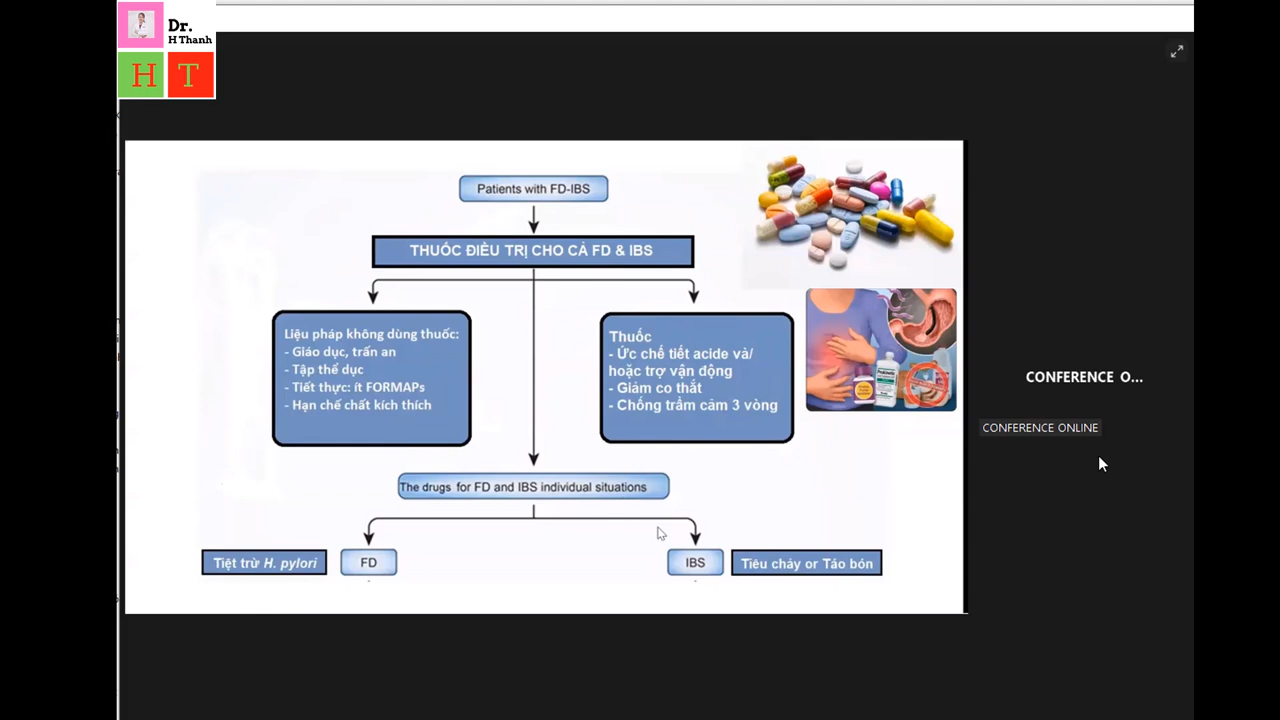 Dr.
H Thanh
H T
Patients with FD-IBS
THUỐC ĐIỀU TRỊ CHO CẢ FD & IBS
Liệu pháp không dùng thuốc:
- Giáo dục, trấn an
- Tập thể dục
- Tiết thực: ít FORMAPs
- Hạn chế chất kích thích
Thuốc
- Ức chế tiết acide và/
hoặc trợ vận động
- Giảm co thắt
- Chống trầm cảm 3 vòng
CONFERENCE O...
CONFERENCE ONLINE
The drugs for FD and IBS individual situations
Tiệt trừ H. pylori
FD
IBS
Tiêu chảy or Táo bón